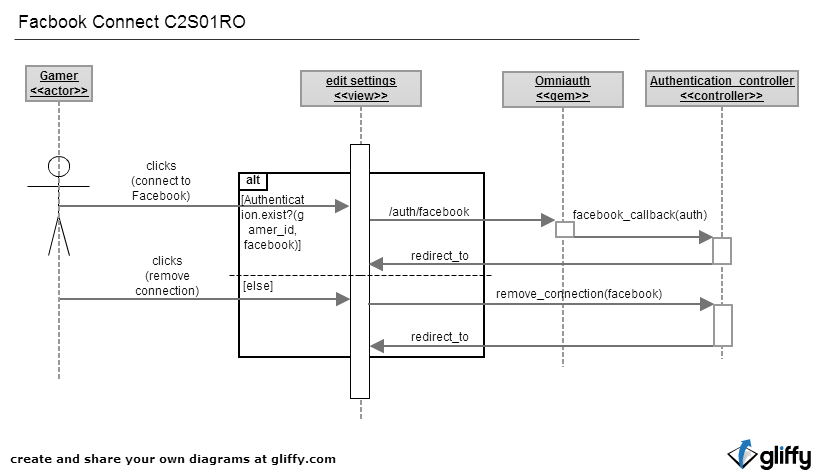 Facbook Connect C2S01RO
Gamer
<<actor>>
edit settings
<<view>>
Omniauth
<<gem>>
Authentication controller
<<controller>>
clicks
(connect to
Facebook)
alt
[Authenticat
ion.exist?(g
amer_id,
facebook)]
/auth/facebook
facebook_callback(auth)
redirect_to
clicks
(remove
connection)
[else]
remove_connection(facebook)
redirect_to
create and share your own diagrams at gliffy.com
gliffy